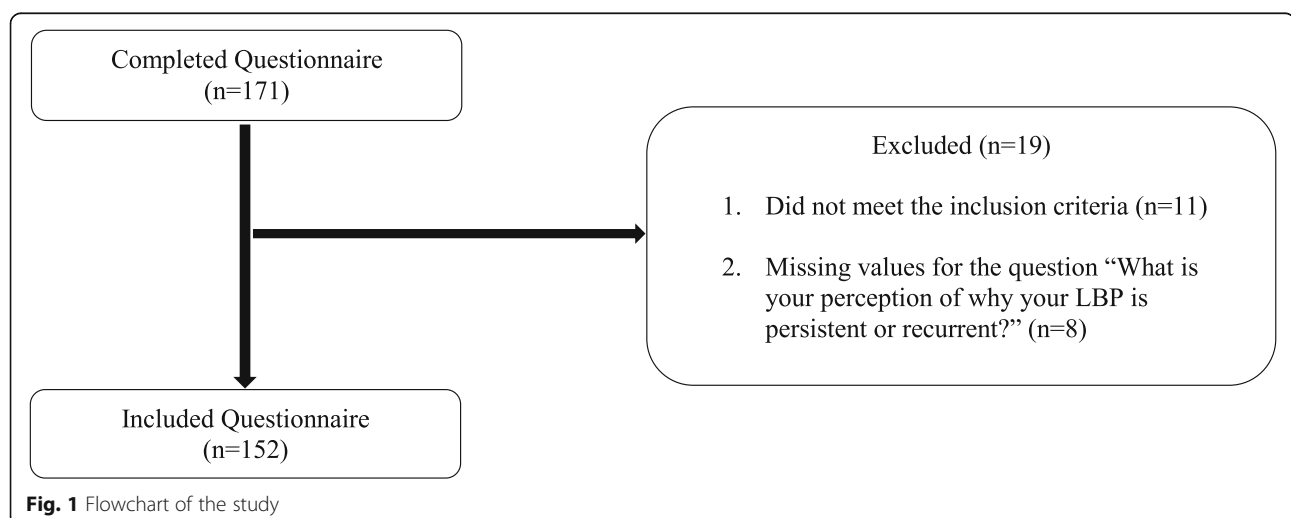 Completed Questionnaire
(n=171)
Excluded (n=19)
1. Did not meet the inclusion criteria (n=11)
2. Missing values for the question “What is
your perception of why your LBP is
persistent or recurrent?” (n=8)
Included Questionnaire
(n=152)
Fig. 1 Flowchart of the study